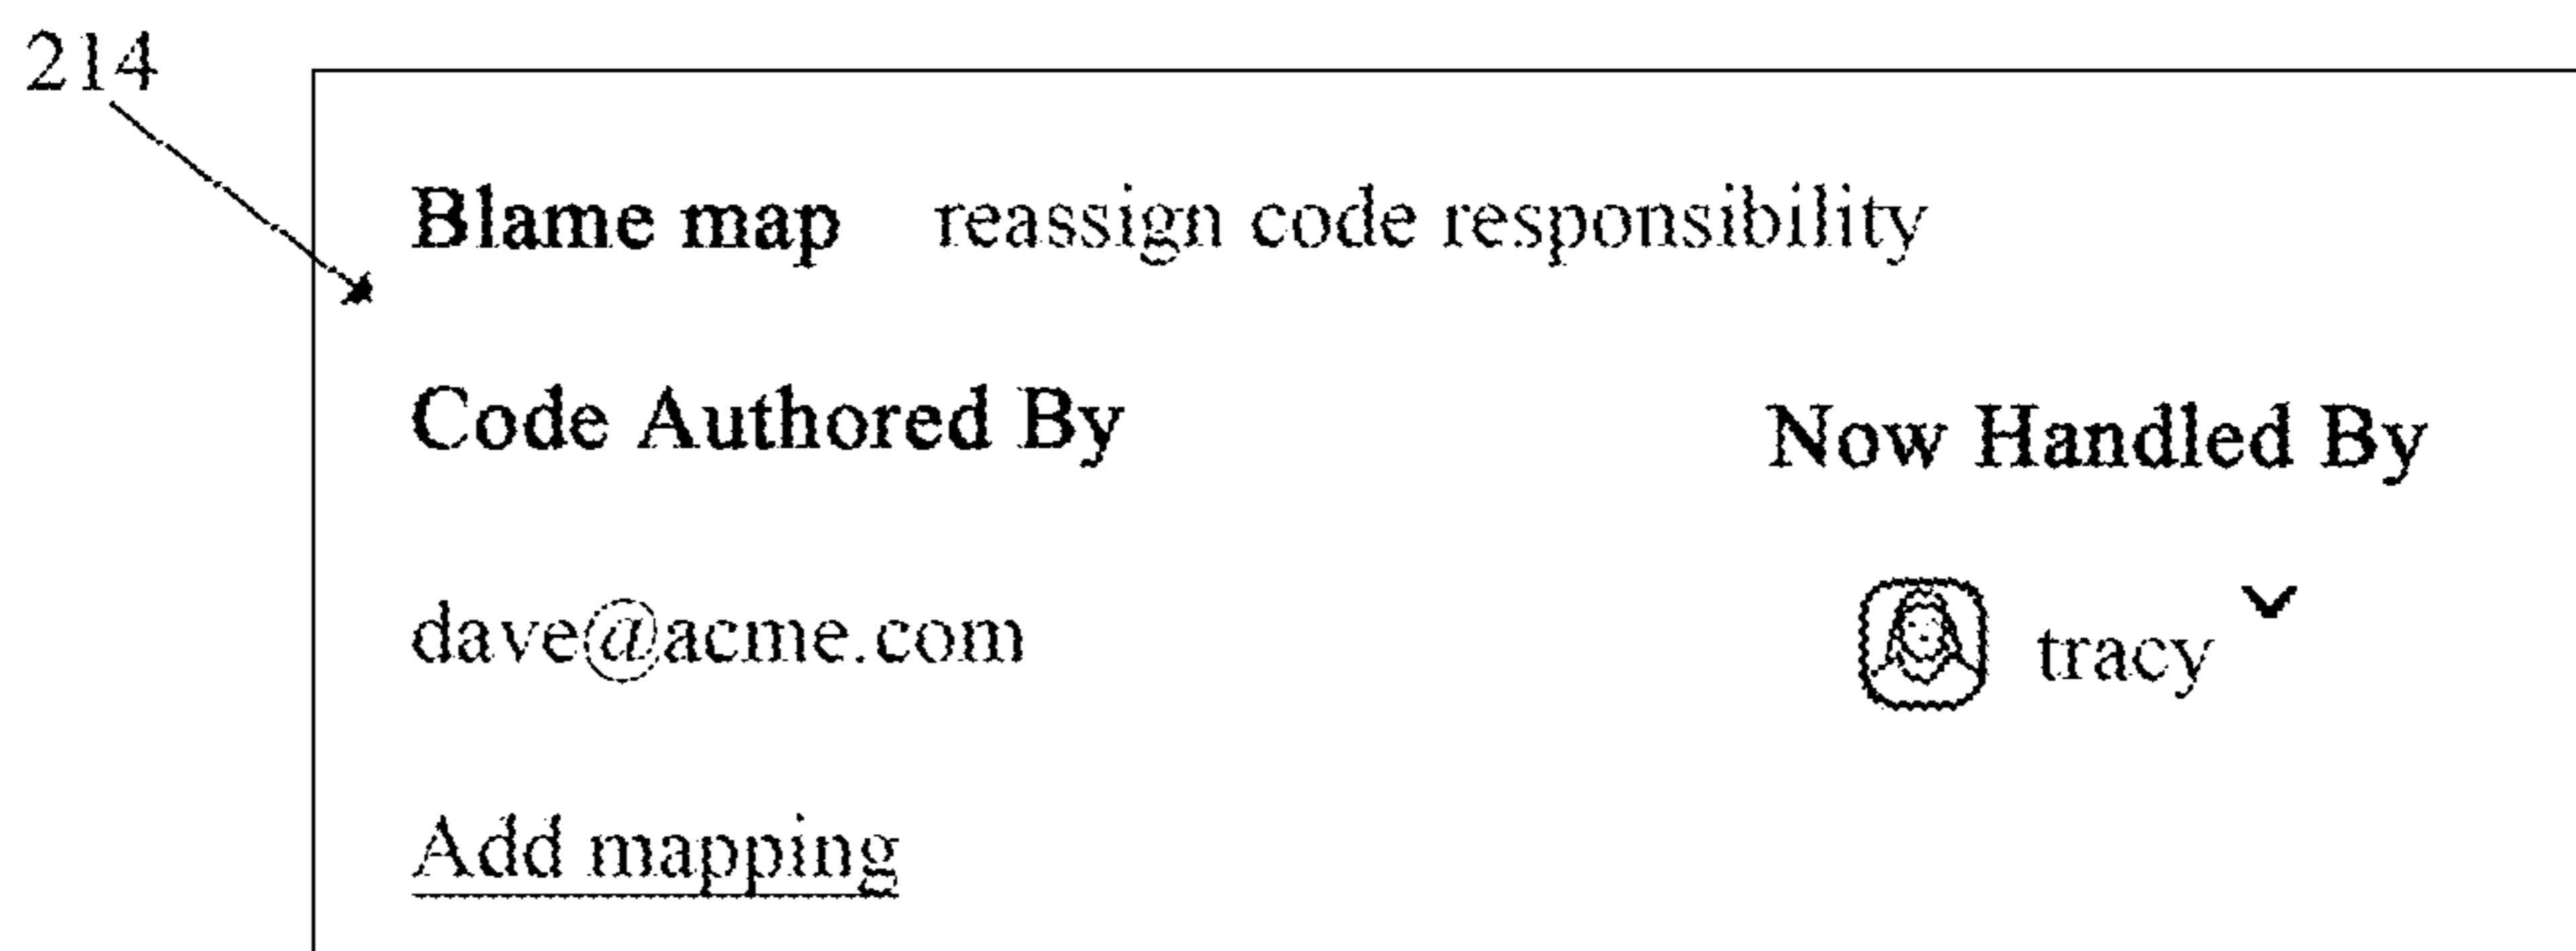 214
Blame map reassign code responsibility
Code Authored By Now Handled By
dave@acme.com tracy
Add mapping